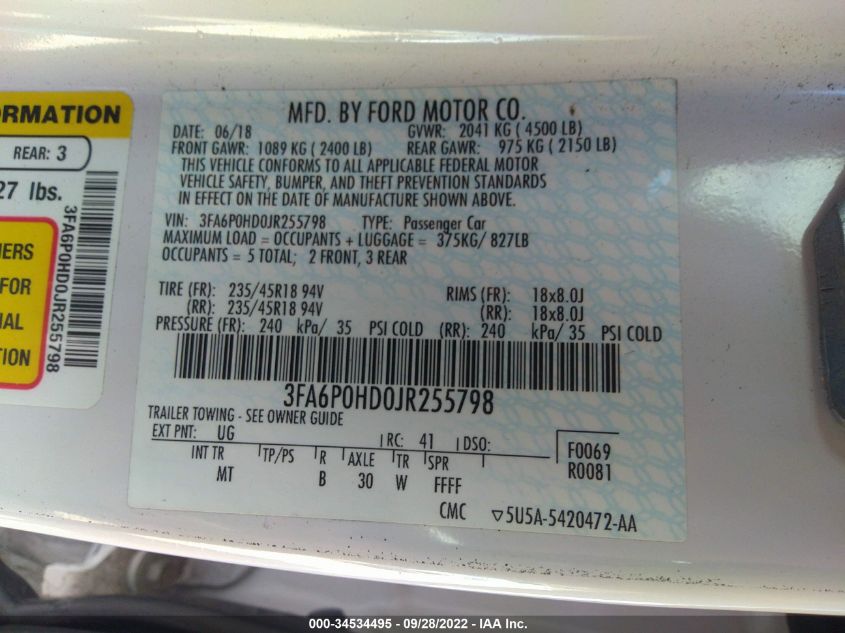 ORMATION
REAR: 3
27 lbs.
3FA6P0HD0JR255798
ERS
FOR
IAL
TION
MFD. BY FORD MOTOR CO.
DATE: 06/18 GVWR: 2041 KG ( 4500 LB)
FRONT GAWR: 1089 KG ( 2400 LB) REAR GAWR: 975 KG ( 2150 LB)
THIS VEHICLE CONFORMS TO ALL APPLICABLE FEDERAL MOTOR
VEHICLE SAFETY, BUMPER, AND THEFT PREVENTION STANDARDS
IN EFFECT ON THE DATE OF MANUFACTURE SHOWN ABOVE.
VIN: 3FA6P0HD0JR255798 TYPE: Passenger Car
MAXIMUM LOAD = OCCUPANTS + LUGGAGE = 375KG/ 827LB
OCCUPANTS = 5 TOTAL; 2 FRONT, 3 REAR
TIRE (FR): 235/45R18 94V RIMS (FR): 18x8.0J
(RR): 235/45R18 94V (RR): 18x8.0J
PRESSURE (FR): 240 kPa/ 35 PSI COLD (RR): 240 kPa/ 35 PSI COLD
3FA6P0HD0JR255798
TRAILER TOWING - SEE OWNER GUIDE
EXT PNT: UG RC: 41 DSO: F0069
INT TR TP/PS R AXLE TR SPR R0081
MT B 30 W FFFF
CMC ▽5U5A-5420472-AA
000-34534495 - 09/28/2022 - IAA Inc.